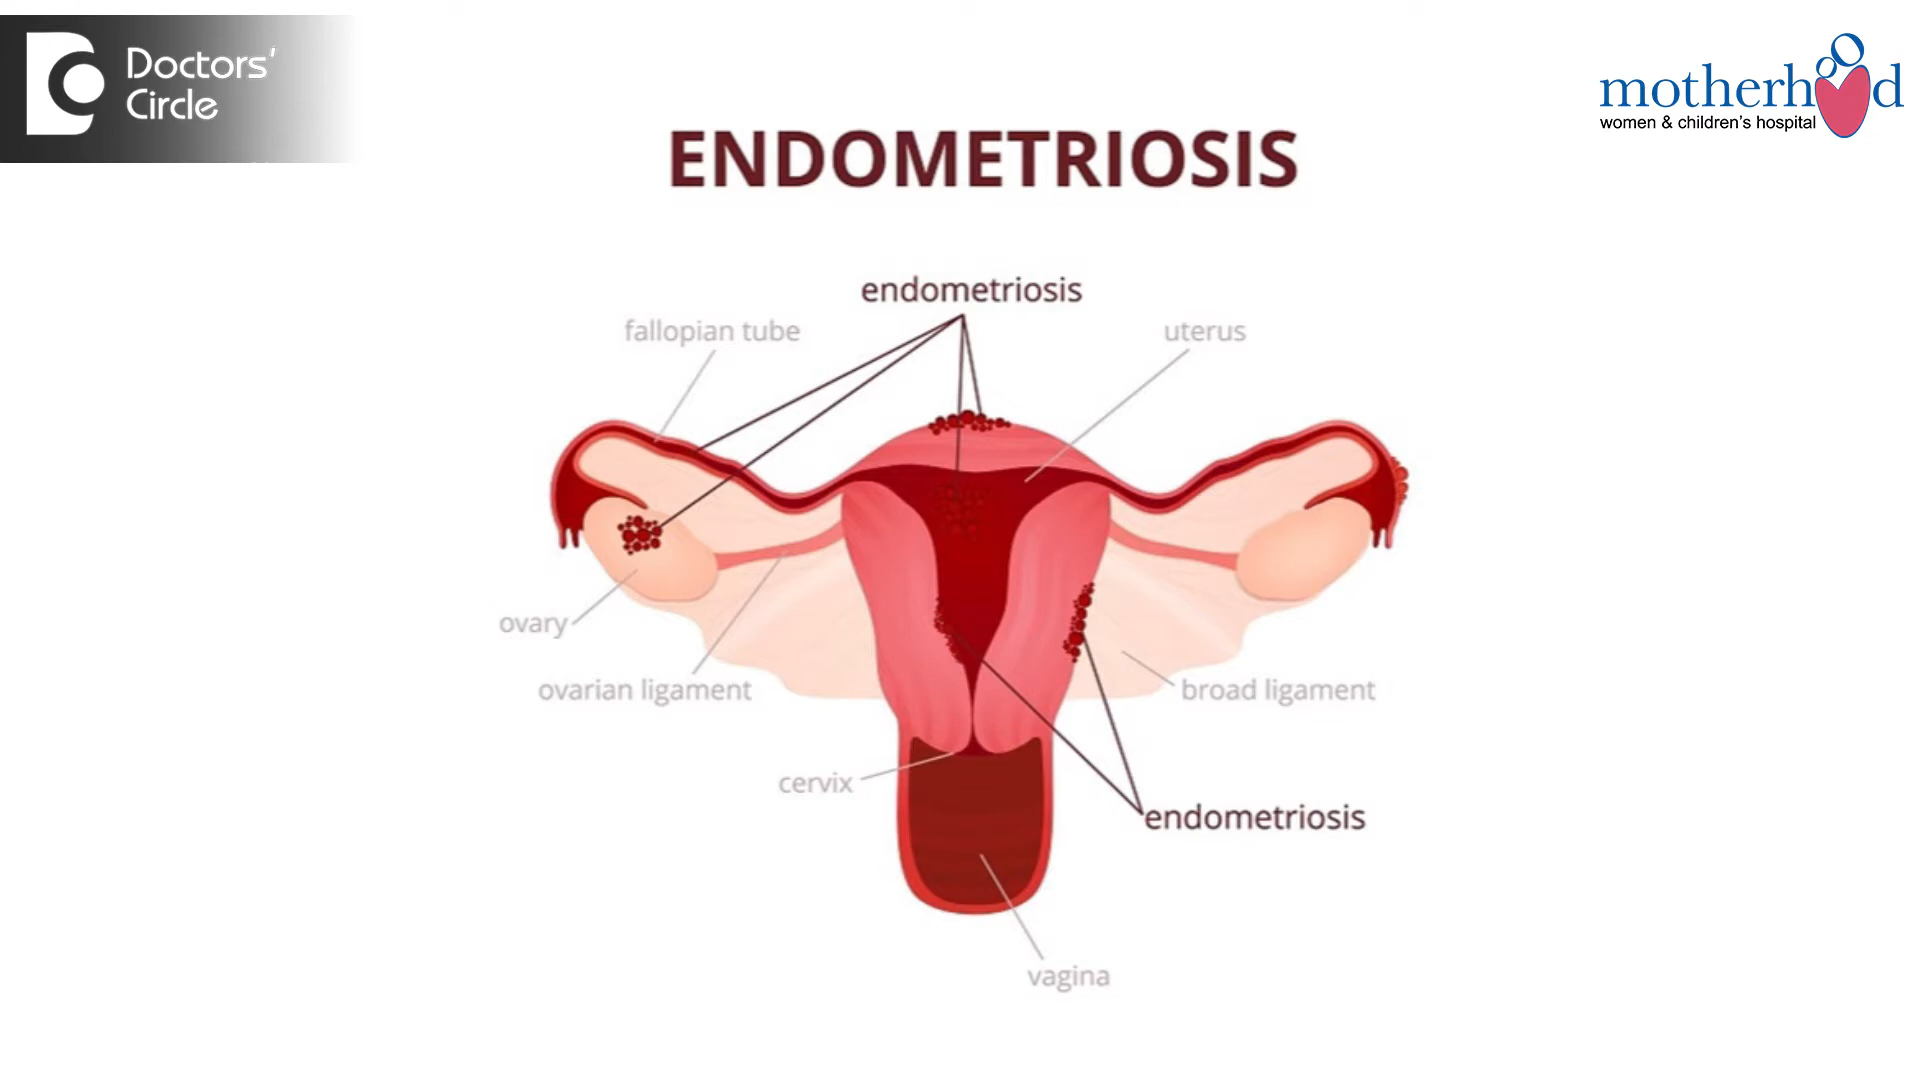 Doctors'
Circle
motherhood
women & children's hospital
ENDOMETRIOSIS
endometriosis
fallopian tube
uterus
ovary
ovarian ligament
broad ligament
cervix
endometriosis
vagina